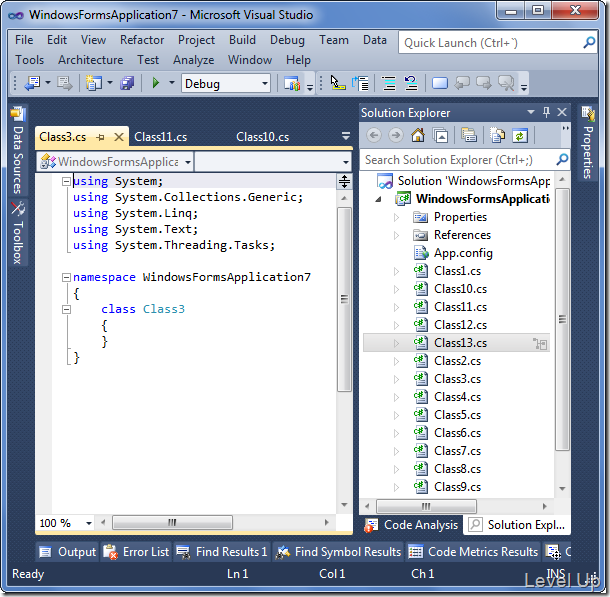 WindowsFormsApplication7 - Microsoft Visual Studio
File Edit View Refactor Project Build Debug Team Data
Quick Launch (Ctrl+`)
Tools Architecture Test Analyze Window Help
Debug
Data Sources
Toolbox
Class3.cs
Class11.cs
Class10.cs
WindowsFormsApplica
using System;
using System.Collections.Generic;
using System.Linq;
using System.Text;
using System.Threading.Tasks;
namespace WindowsFormsApplication7
{
class Class3
{
}
}
100 %
Solution Explorer
Search Solution Explorer (Ctrl+;)
Solution 'WindowsFormsApp
WindowsFormsApplicati
Properties
References
App.config
Class1.cs
Class10.cs
Class11.cs
Class12.cs
Class13.cs
Class2.cs
Class3.cs
Class4.cs
Class5.cs
Class6.cs
Class7.cs
Class8.cs
Class9.cs
Code Analysis
Solution Expl...
Properties
Output
Error List
Find Results 1
Find Symbol Results
Code Metrics Results
C
Ready
Ln 1
Col 1
Ch 1
INS
Level Up